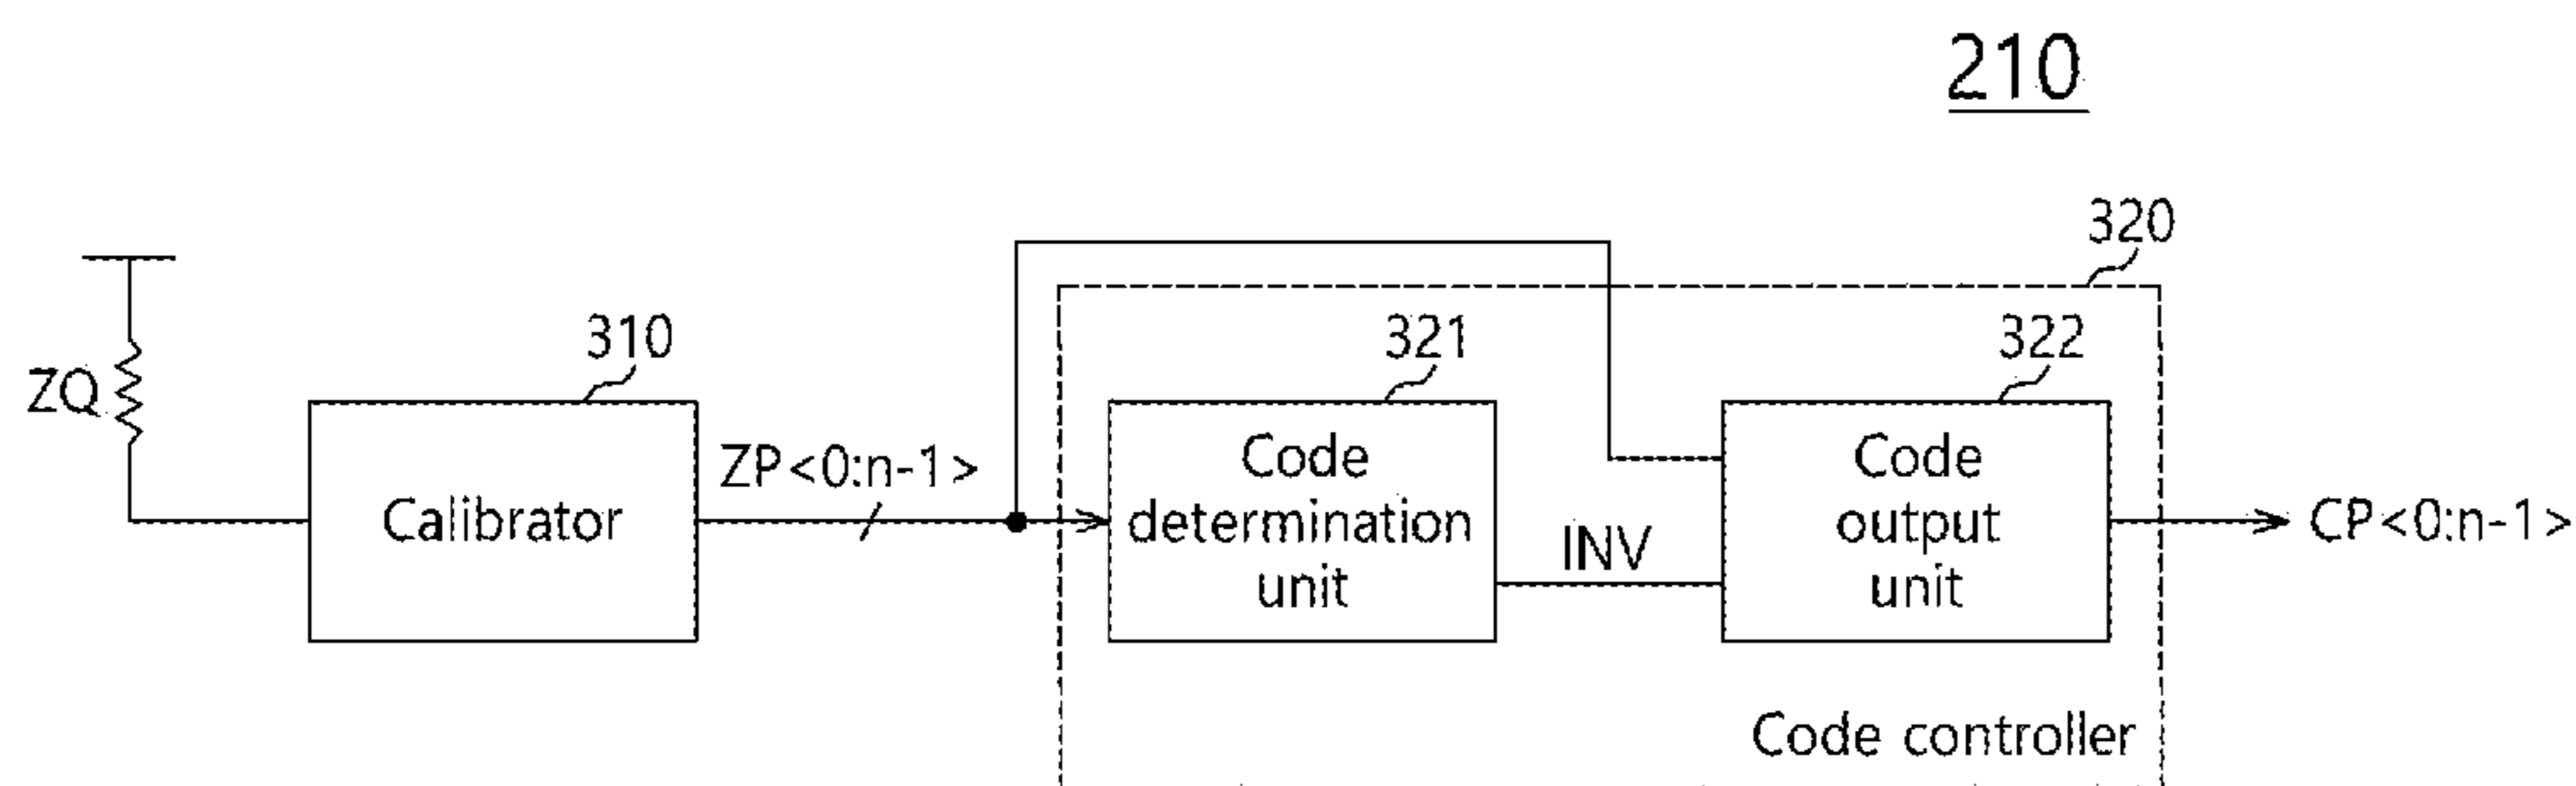 210
320
310
321
322
ZQ
Calibrator
ZP<0:n-1>
Code
determination
unit
INV
Code
output
unit
CP<0:n-1>
Code controller